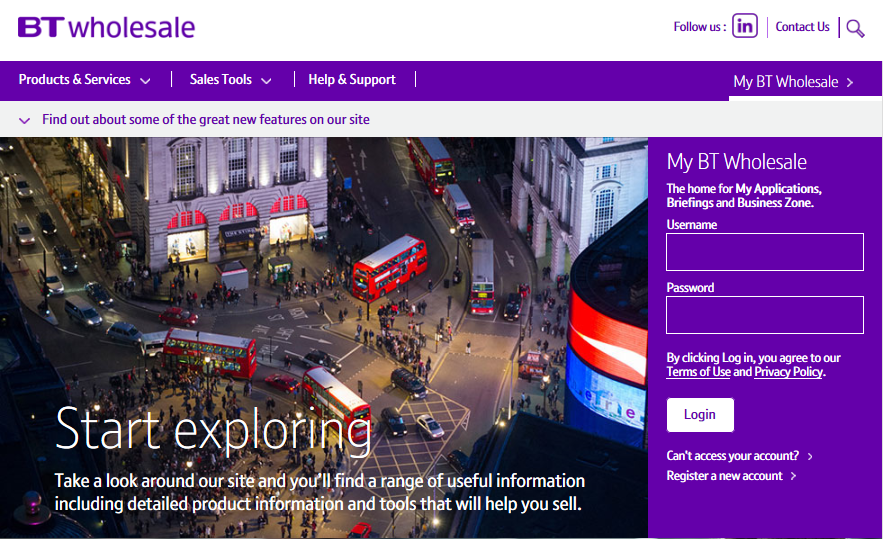 BT wholesale
Follow us :
in
Contact Us
Products & Services
Sales Tools
Help & Support
My BT Wholesale
Find out about some of the great new features on our site
My BT Wholesale
The home for My Applications,
Briefings and Business Zone.
Username
Password
By clicking Log in, you agree to our
Terms of Use and Privacy Policy.
Login
Can't access your account?
Register a new account
Start exploring
Take a look around our site and you'll find a range of useful information
including detailed product information and tools that will help you sell.